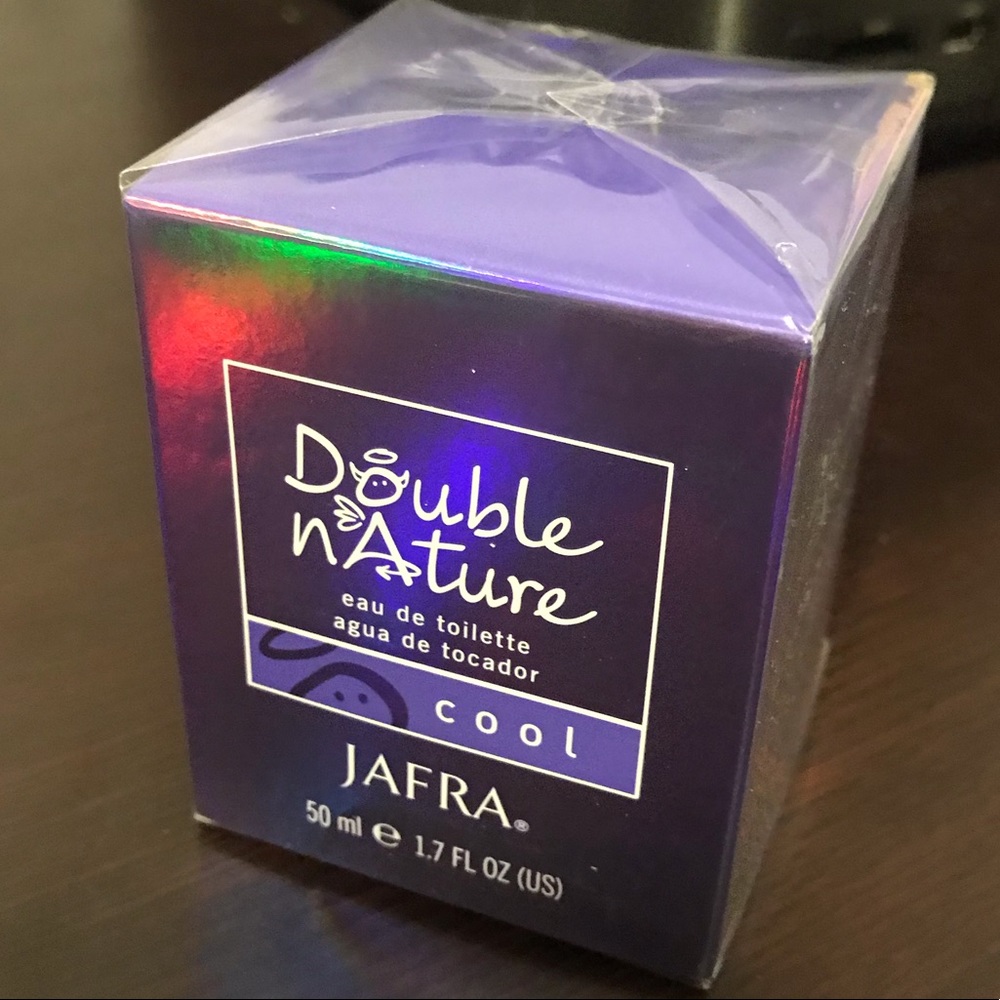 Double
nAture
eau de toilette
agua de tocador
cool
JAFRA®
50 ml ℮ 1.7 FL OZ (US)